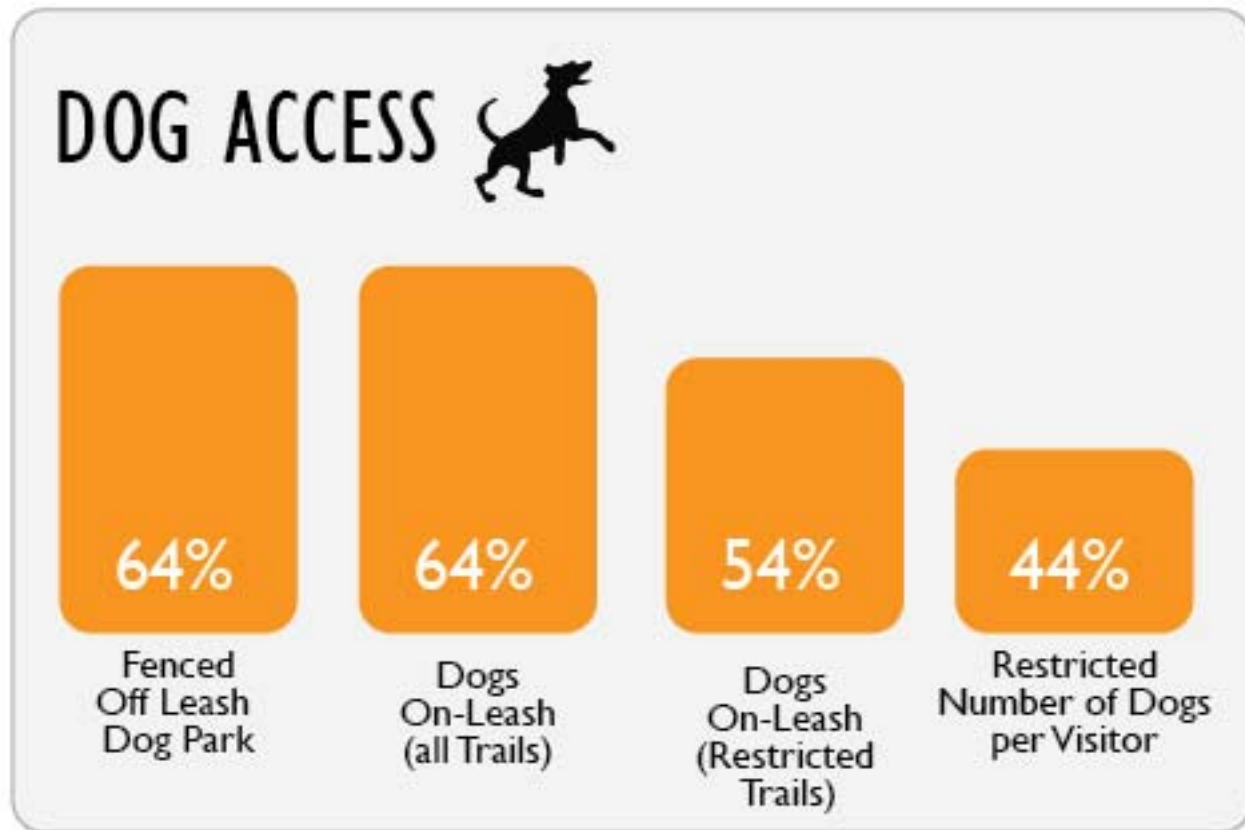 DOG ACCESS
64%
64%
54%
44%
Fenced
Off Leash
Dog Park
Dogs
On-Leash
(all Trails)
Dogs
On-Leash
(Restricted
Trails)
Restricted
Number of Dogs
per Visitor